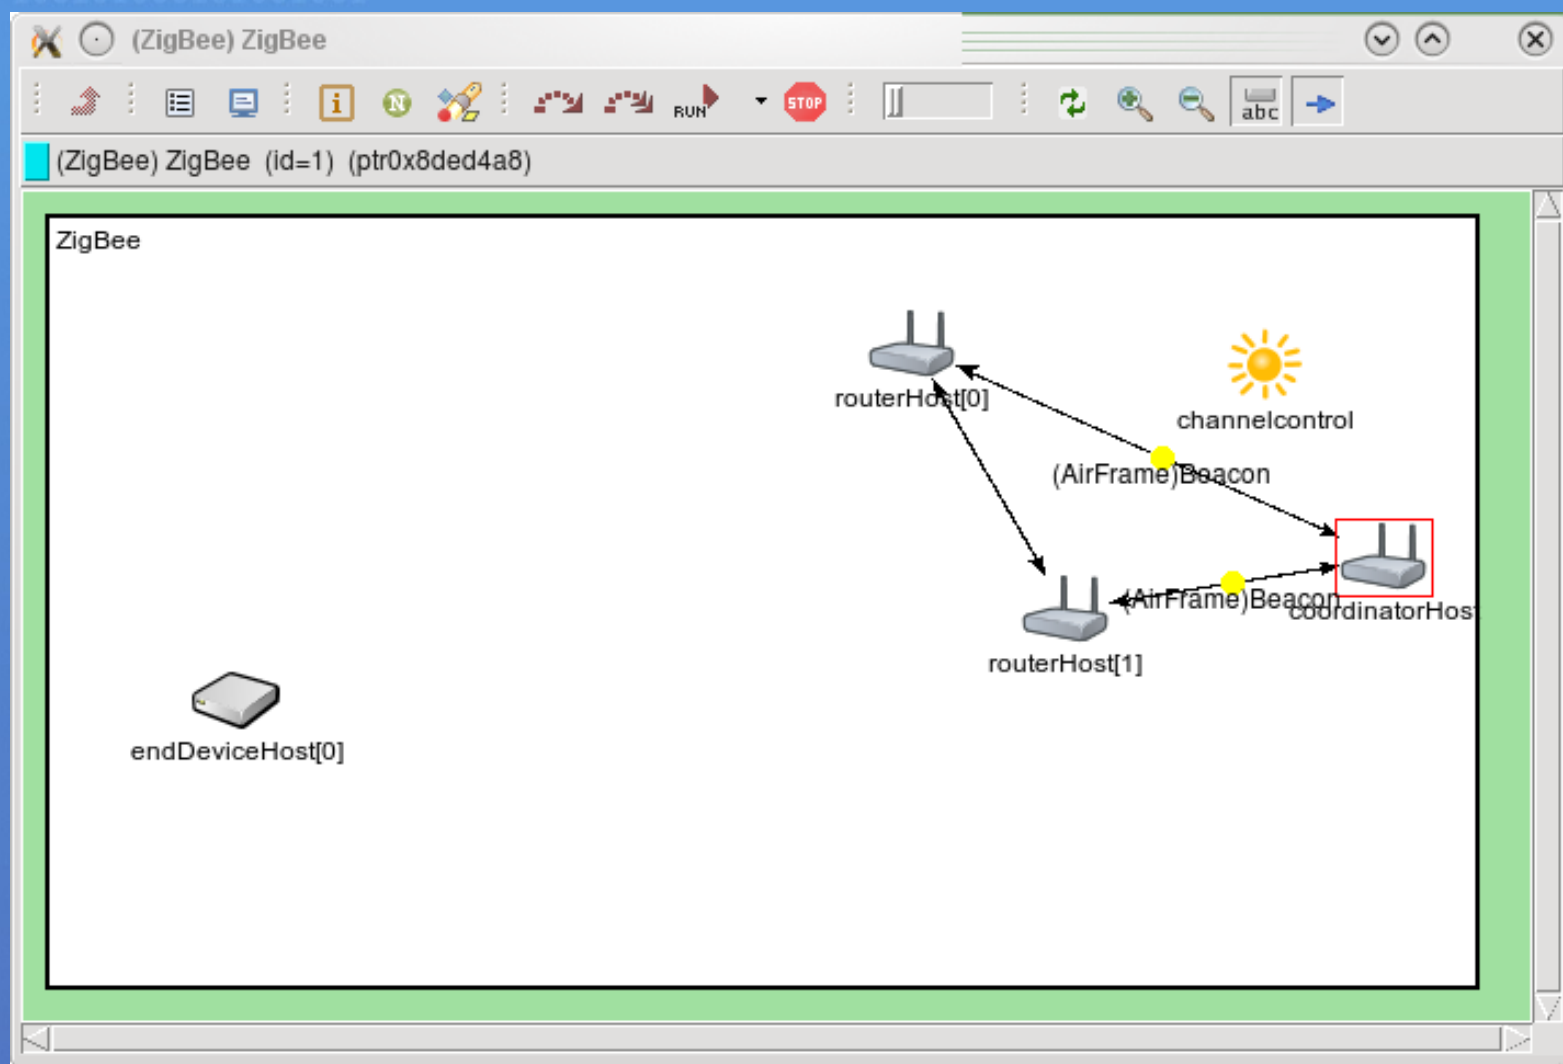 (ZigBee) ZigBee
RUN
STOP
abc
(ZigBee) ZigBee (id=1) (ptr0x8ded4a8)
ZigBee
routerHost[0]
channelcontrol
(AirFrame)Beacon
(AirFrame)Beacon
coordinatorHost
routerHost[1]
endDeviceHost[0]